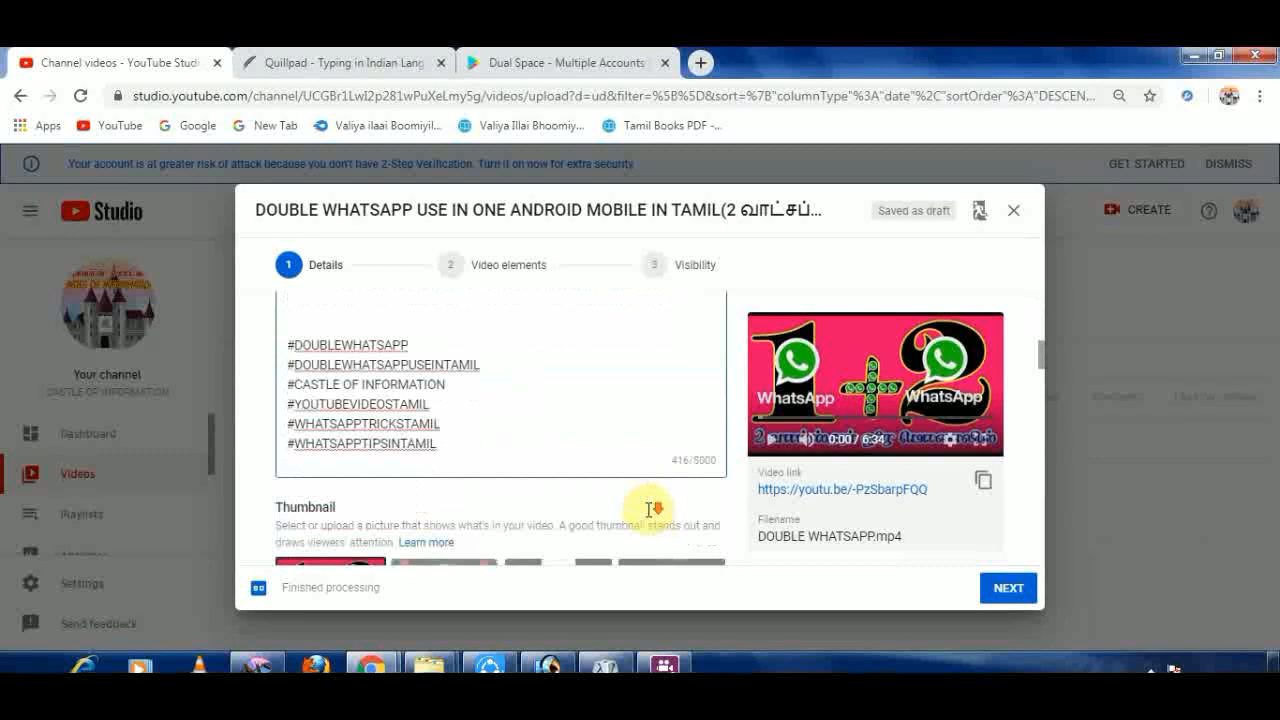 Channel videos - YouTube Studi
Quillpad - Typing in Indian Lang
Dual Space - Multiple Accounts
studio.youtube.com/channel/UCGBr1LwI2p281wPuXeLmy5g/videos/upload?d=ud&filter=%5B%5D&sort=%7B"columnType"%3A"date"%2C"sortOrder"%3A"DESCEN...
Apps
YouTube
Google
New Tab
Valiya ilaai Boomiyil...
Valiya Illai Bhoomiy...
Tamil Books PDF -...
Your account is at greater risk of attack because you don't have 2-Step Verification. Turn it on now for extra security
GET STARTED
DISMISS
Studio
CREATE
DOUBLE WHATSAPP USE IN ONE ANDROID MOBILE IN TAMIL(2 வாட்சப்...
Saved as draft
1 Details
2 Video elements
3 Visibility
#DOUBLEWHATSAPP
#DOUBLEWHATSAPPUSEINTAMIL
#CASTLE OF INFORMATION
#YOUTUBEVIDEOSTAMIL
#WHATSAPPTRICKSTAMIL
#WHATSAPPTIPSINTAMIL
416/5000
Thumbnail
Select or upload a picture that shows what's in your video. A good thumbnail stands out and
draws viewers' attention. Learn more
1+2
WhatsApp
WhatsApp
0:00 / 6:34
Video link
https://youtu.be/-PzSbarpFQQ
Filename
DOUBLE WHATSAPP.mp4
Finished processing
NEXT
Your channel
CASTLE OF INFORMATION
Dashboard
Videos
Playlists
Settings
Send feedback